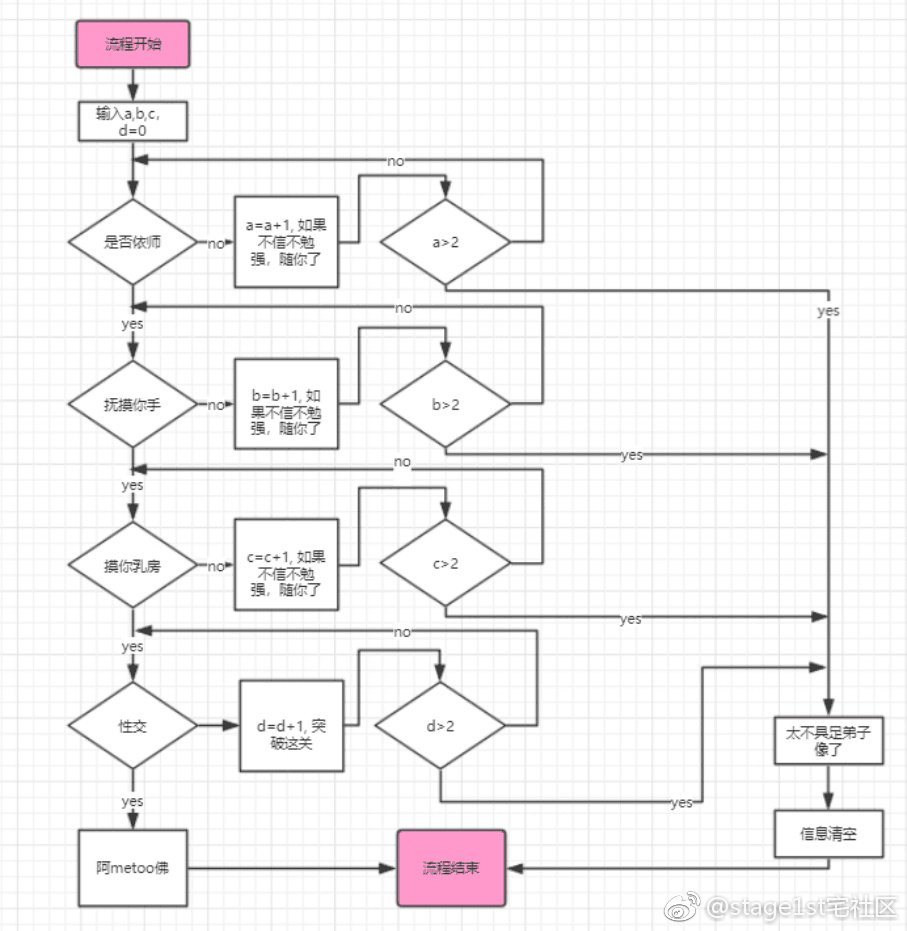 流程开始
输入a,b,c,
d=0
no
是否依师
no
a=a+1, 如果
不信不勉
强，随你了
a>2
yes
no
yes
抚摸你手
no
b=b+1, 如
果不信不勉
强，随你了
b>2
yes
no
yes
摸你乳房
no
c=c+1, 如果
不信不勉
强，随你了
c>2
yes
no
yes
性交
d=d+1, 突
破这关
d>2
太不具足弟子
像了
yes
yes
信息清空
阿metoo佛
流程结束
@stage1st宅社区